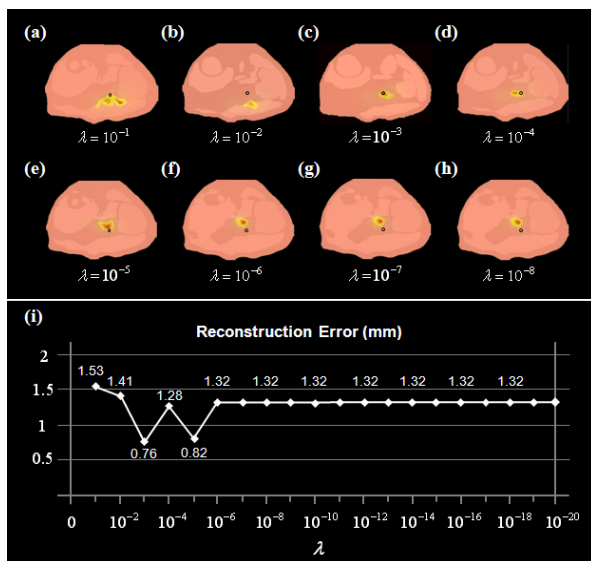 (a) (b) (c) (d)
λ = 10⁻¹ λ = 10⁻² λ = 10⁻³ λ = 10⁻⁴
(e) (f) (g) (h)
λ = 10⁻⁵ λ = 10⁻⁶ λ = 10⁻⁷ λ = 10⁻⁸
(i)
Reconstruction Error (mm)
2
1.53 1.41 1.28 1.32 1.32 1.32 1.32 1.32 1.32 1.32
1.5
1
0.76 0.82
0.5
0 10⁻² 10⁻⁴ 10⁻⁶ 10⁻⁸ 10⁻¹⁰ 10⁻¹² 10⁻¹⁴ 10⁻¹⁶ 10⁻¹⁸ 10⁻²⁰
λ